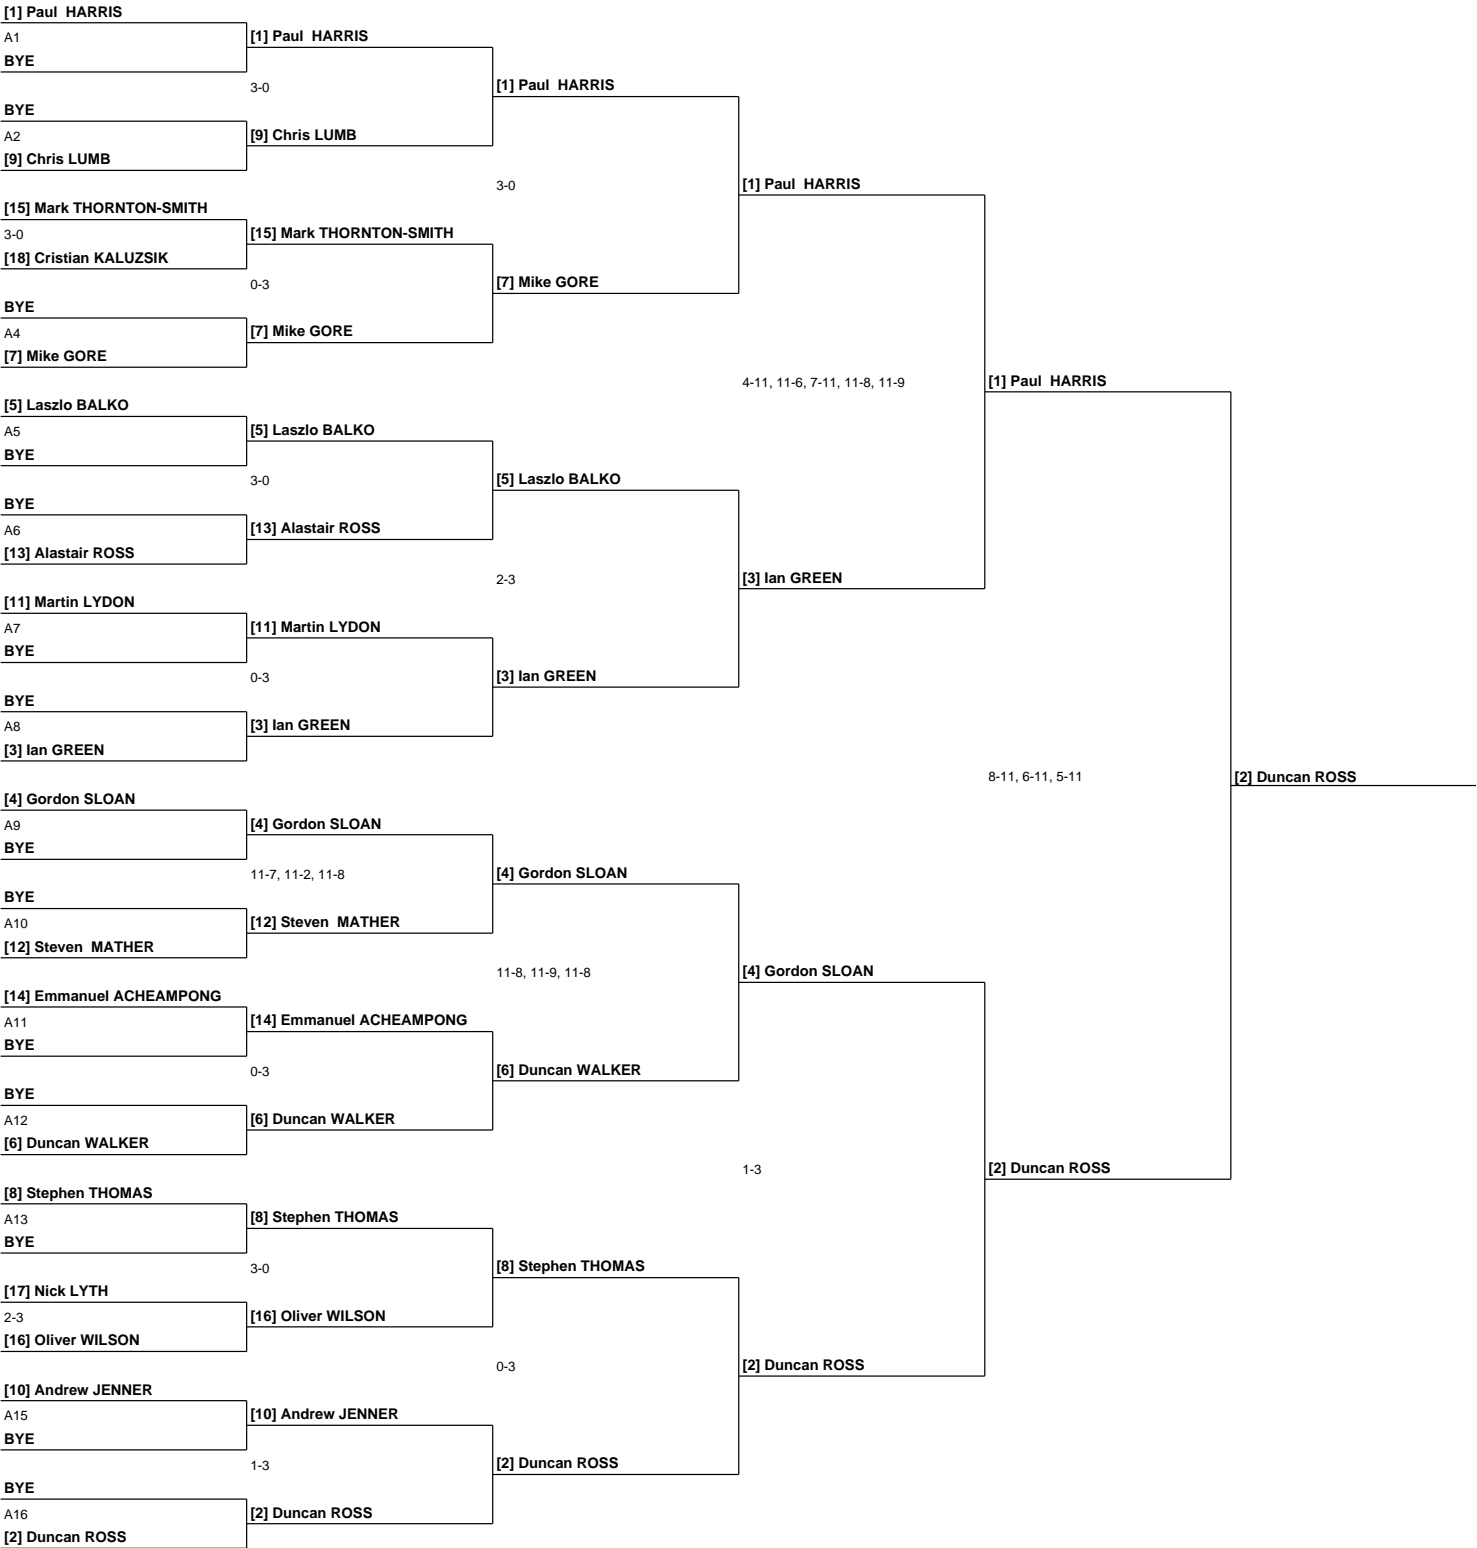 [1] Paul  HARRIS
A1
BYE
BYE
A2
[9] Chris LUMB
[15] Mark THORNTON-SMITH
3-0
[18] Cristian KALUZSIK
BYE
A4
[7] Mike GORE
[5] Laszlo BALKO
A5
BYE
BYE
A6
[13] Alastair ROSS
[11] Martin LYDON
A7
BYE
BYE
A8
[3] Ian GREEN
[4] Gordon SLOAN
A9
BYE
BYE
A10
[12] Steven  MATHER
[14] Emmanuel ACHEAMPONG
A11
BYE
BYE
A12
[6] Duncan WALKER
[8] Stephen THOMAS
A13
BYE
[17] Nick LYTH
2-3
[16] Oliver WILSON
[10] Andrew JENNER
A15
BYE
BYE
A16
[2] Duncan ROSS
[1] Paul  HARRIS
3-0
[9] Chris LUMB
[15] Mark THORNTON-SMITH
0-3
[7] Mike GORE
[5] Laszlo BALKO
3-0
[13] Alastair ROSS
[11] Martin LYDON
0-3
[3] Ian GREEN
[4] Gordon SLOAN
11-7, 11-2, 11-8
[12] Steven  MATHER
[14] Emmanuel ACHEAMPONG
0-3
[6] Duncan WALKER
[8] Stephen THOMAS
3-0
[16] Oliver WILSON
[10] Andrew JENNER
1-3
[2] Duncan ROSS
[1] Paul  HARRIS
3-0
[7] Mike GORE
[5] Laszlo BALKO
2-3
[3] Ian GREEN
[4] Gordon SLOAN
11-8, 11-9, 11-8
[6] Duncan WALKER
[8] Stephen THOMAS
0-3
[2] Duncan ROSS
[1] Paul  HARRIS
4-11, 11-6, 7-11, 11-8, 11-9
[3] Ian GREEN
[4] Gordon SLOAN
1-3
[2] Duncan ROSS
[1] Paul  HARRIS
8-11, 6-11, 5-11
[2] Duncan ROSS
[2] Duncan ROSS